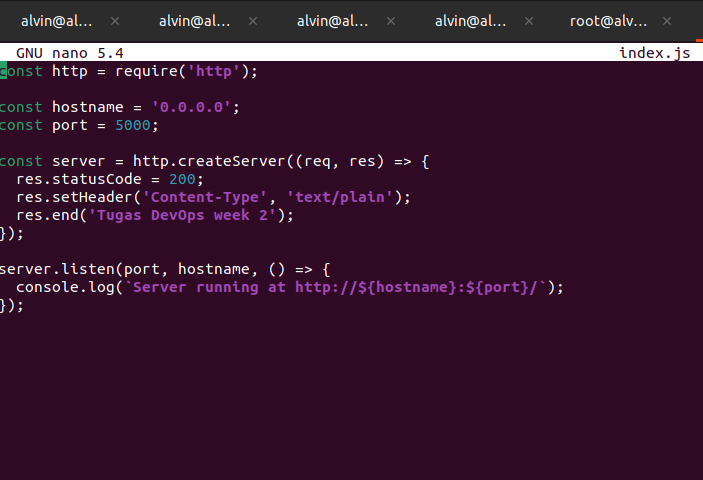 alvin@al... × alvin@al... × alvin@al... × alvin@al... × root@alv... ×
GNU nano 5.4 index.js
const http = require('http');
const hostname = '0.0.0.0';
const port = 5000;
const server = http.createServer((req, res) => {
  res.statusCode = 200;
  res.setHeader('Content-Type', 'text/plain');
  res.end('Tugas DevOps week 2');
});
server.listen(port, hostname, () => {
  console.log(`Server running at http://${hostname}:${port}/`);
});